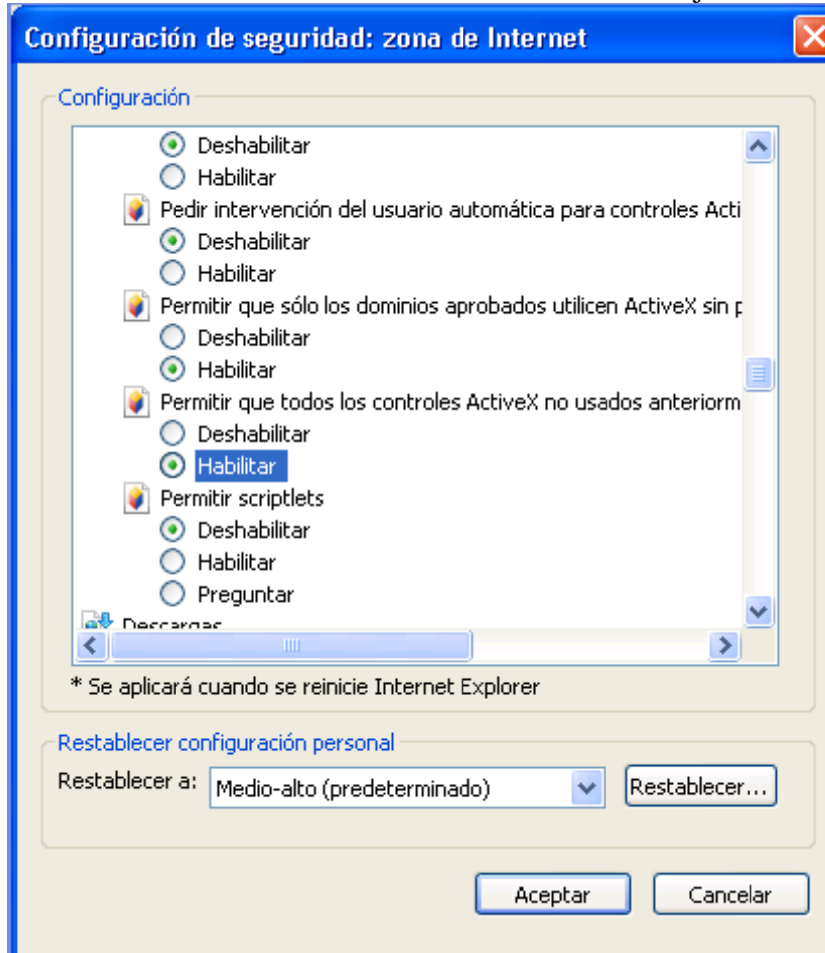 Configuración de seguridad: zona de Internet
Configuración
Deshabilitar
Habilitar
Pedir intervención del usuario automática para controles Acti
Deshabilitar
Habilitar
Permitir que sólo los dominios aprobados utilicen ActiveX sin p
Deshabilitar
Habilitar
Permitir que todos los controles ActiveX no usados anteriorm
Deshabilitar
Habilitar
Permitir scriptlets
Deshabilitar
Habilitar
Preguntar
Descargas
* Se aplicará cuando se reinicie Internet Explorer
Restablecer configuración personal
Restablecer a: Medio-alto (predeterminado) Restablecer...
Aceptar Cancelar